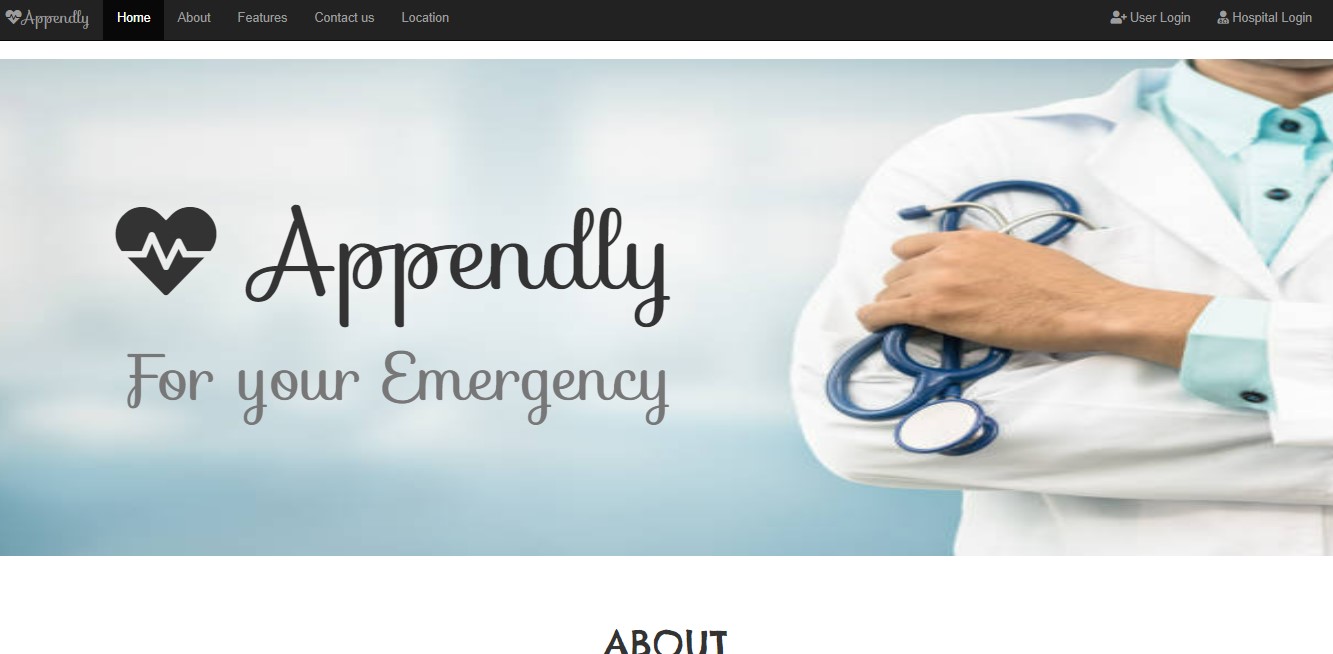 Appendly Home About Features Contact us Location User Login Hospital Login
Appendly
For your Emergency
ABOUT